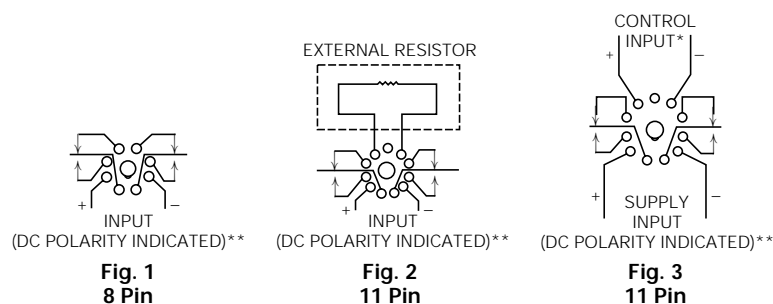 CONTROL
INPUT*
+ −
EXTERNAL RESISTOR
+ −
INPUT
(DC POLARITY INDICATED)**
Fig. 1
8 Pin
+ −
INPUT
(DC POLARITY INDICATED)**
Fig. 2
11 Pin
+ −
SUPPLY
INPUT
(DC POLARITY INDICATED)**
Fig. 3
11 Pin